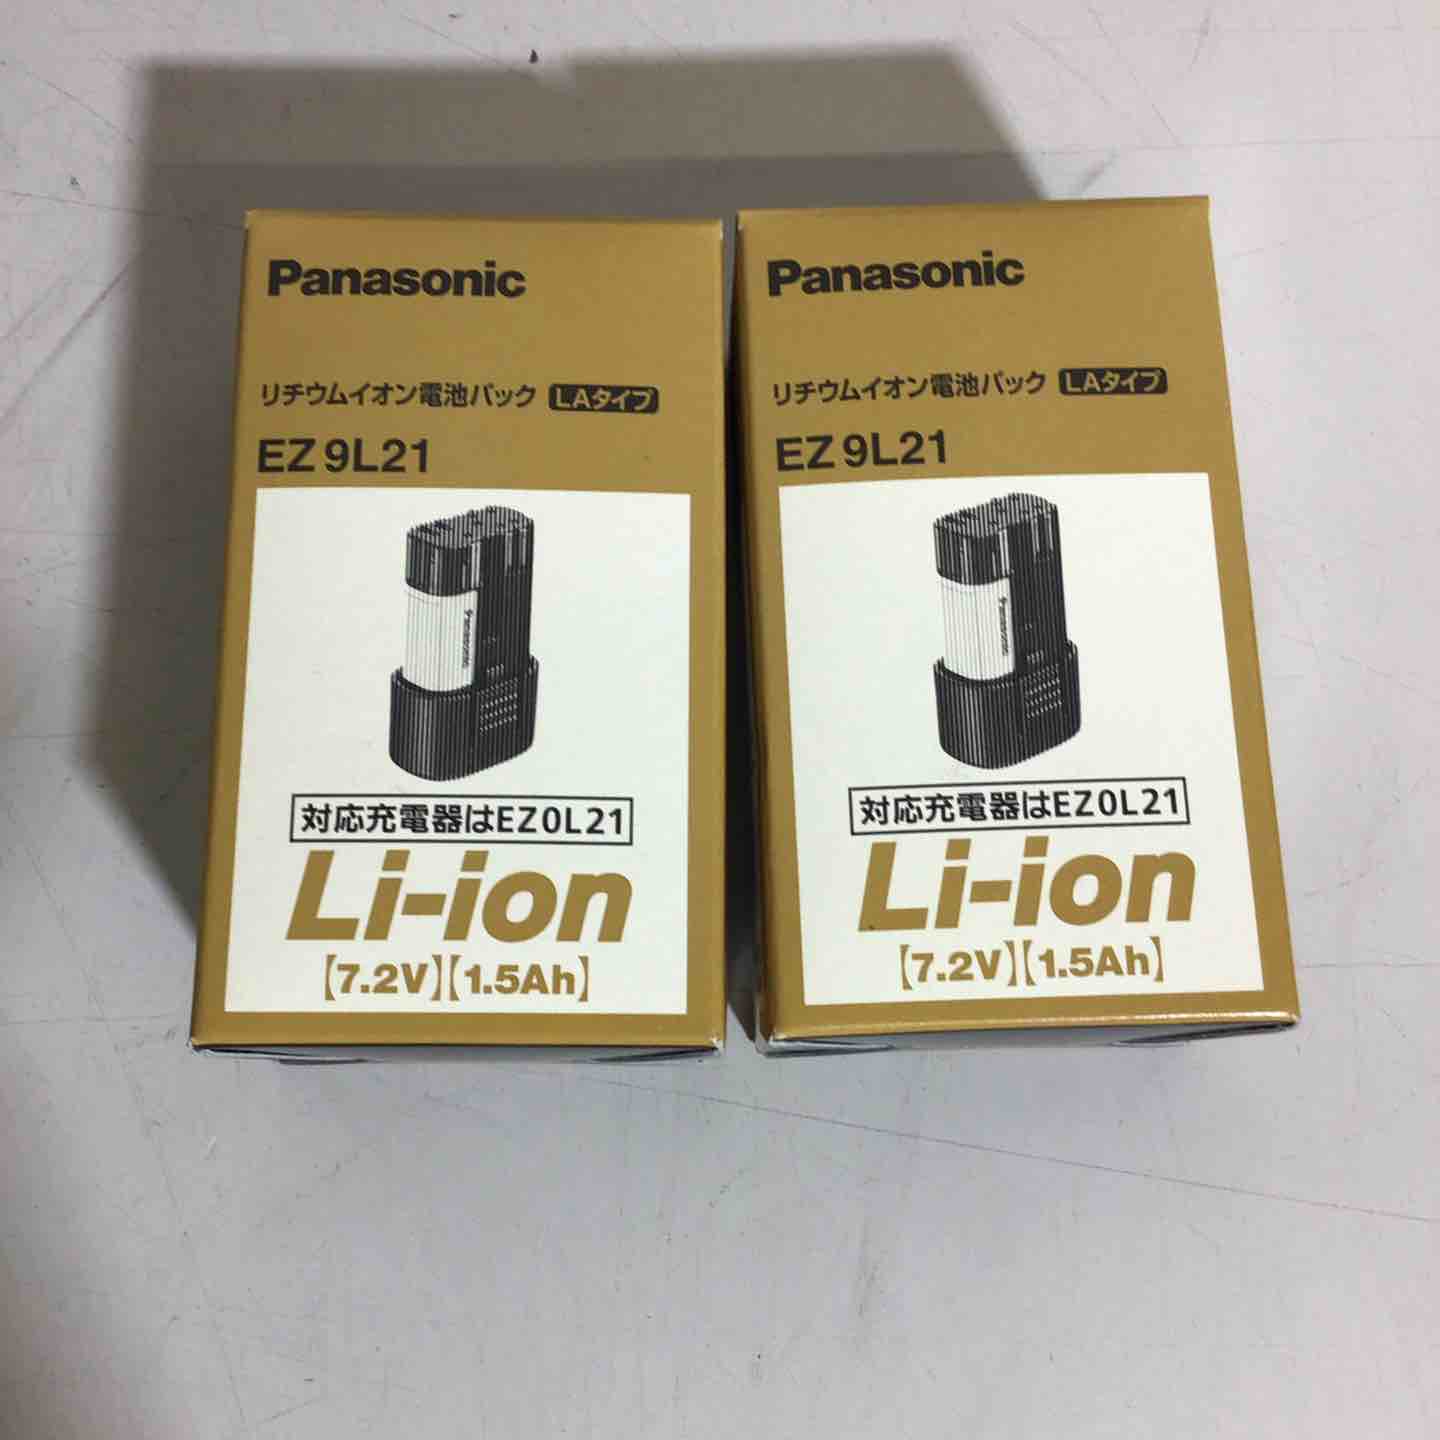 Panasonic
リチウムイオン電池パック LAタイプ
EZ9L21
Panasonic
対応充電器はEZ0L21
Li-ion
【7.2V】【1.5Ah】
Panasonic
リチウムイオン電池パック LAタイプ
EZ9L21
Panasonic
対応充電器はEZ0L21
Li-ion
【7.2V】【1.5Ah】